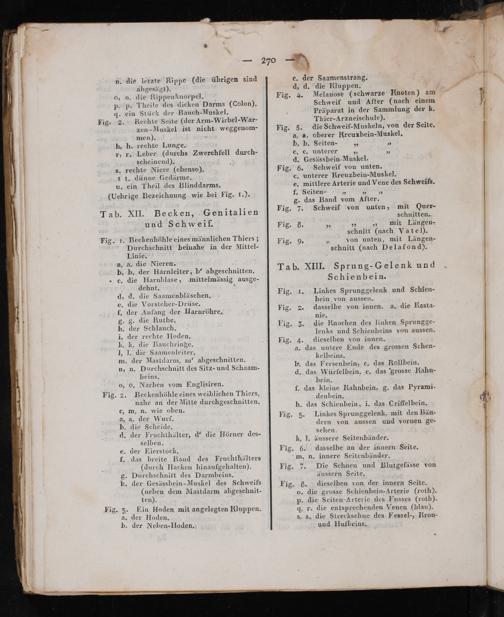 — 270 —
n. die letzte Rippe (die übrigen sind
abgesägt).
o, o. die Rippenknorpel.
p. p. Theile des dicken Darms (Colon).
q. ein Stück der Bauch-Muskel.
Fig. 2. Rechte Seite (der Arm-Wirbel-War-
zen-Muskel ist nicht weggenom-
men).
h, h. rechte Lunge.
r, r. Leber (durchs Zwerchfell durch-
scheinend).
s. rechte Niere (ebenso).
t t. dünne Gedärme.
u. ein Theil des Blinddarms.
(Uebrige Bezeichnung wie bei Fig. 1.).
Tab. XII. Becken, Genitalien
und Schweif.
Fig. 1. Beckenhöhle eines männlichen Thiers;
Durchschnitt beinahe in der Mittel-
Linie.
a, a. die Nieren.
b, b. der Harnleiter, b' abgeschnitten.
c. die Harnblase, mittelmässig ausge-
dehnt.
d, d. die Saamenbläschen.
e. die Vorsteher-Drüse.
f. der Anfang der Harnröhre.
g. g. die Ruthe.
h. der Schlauch.
i. der rechte Hoden.
k, k. die Bauchringe.
l, l. die Saamenleiter.
m. der Mastdarm, m' abgeschnitten.
n, n. Durchschnitt des Sitz- und Schaam-
beins.
o, o. Narben vom Englisiren.
Fig. 2. Beckenhöhle eines weiblichen Thiers,
nahe an der Mitte durchgeschnitten.
c, m, n. wie oben.
a, a. der Wurf.
b. die Scheide.
d. der Fruchthälter, d' die Hörner des-
selben.
e. der Eierstock.
f. das breite Band des Fruchthälters
(durch Hacken hinaufgehalten).
g. Durchschnitt des Darmbeins.
k. der Gesässbein-Muskel des Schweifs
(neben dem Mastdarm abgeschnit-
ten).
Fig. 3. Ein Hoden mit angelegten Kluppen.
a. der Hoden.
b. der Neben-Hoden.
c. der Saamenstrang.
d, d. die Kluppen.
Fig. 4. Melanose (schwarze Knoten) am
Schweif und After (nach einem
Präparat in der Sammlung der k.
Thier-Arzneischule).
Fig. 5. die Schweif-Muskeln, von der Seite.
a, a. oberer Kreuzbein-Muskel.
b, b. Seiten- „ „
c, c. unterer „ „
d. Gesässbein-Muskel.
Fig. 6. Schweif von unten.
c. unterer Kreuzbein-Muskel.
e. mittlere Arterie und Vene des Schweifs.
f. Seiten- „ „ „ „
g. das Band vom After.
Fig. 7. Schweif von unten, mit Quer-
schnitten.
Fig. 8. „ „ „ mit Längen-
schnitt (nach Vatel).
Fig. 9. „ von unten, mit Längen-
schnitt (nach Delafond).
Tab. XIII. Sprung-Gelenk und
Schienbein.
Fig. 1. Linkes Sprunggelenk und Schien-
bein von aussen.
Fig. 2. dasselbe von innen. a. die Kasta-
nie.
Fig. 3. die Knochen des linken Sprungge-
lenks und Schienbeins von aussen.
Fig. 4. dieselben von innen.
a. das untere Ende des grossen Schen-
kelbeins.
b. das Fersenbein, c. das Rollbein.
d. das Würfelbein, e. das grosse Kahn-
bein.
f. das kleine Kahnbein, g. das Pyrami-
denbein.
h. das Schienbein, i. das Griffelbein.
Fig. 5. Linkes Sprunggelenk, mit den Bän-
dern von aussen und vornen ge-
sehen.
k, l. äussere Seitenbänder.
Fig. 6. dasselbe an der innern Seite.
m, n. innere Seitenbänder.
Fig. 7. Die Sehnen und Blutgefässe von
äussern Seite.
Fig. 8. dieselben von der innern Seite.
o. die grosse Schienbein-Arterie (roth).
p. die Seiten-Arterie des Fusses (roth).
q, r. die entsprechenden Venen (blau).
s. s. die Strecksehne des Fessel-, Kron-
und Hufbeins.